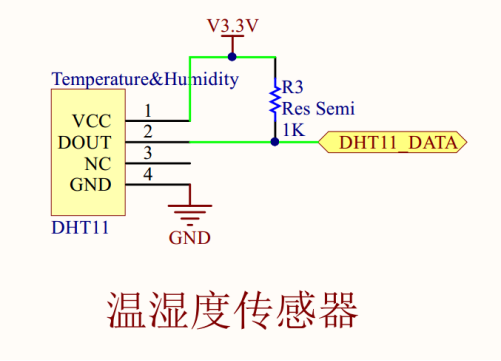 V3.3V
Temperature&Humidity
R3
Res Semi
1K
VCC 1
DOUT 2
DHT11_DATA
NC 3
GND 4
DHT11
GND
温湿度传感器